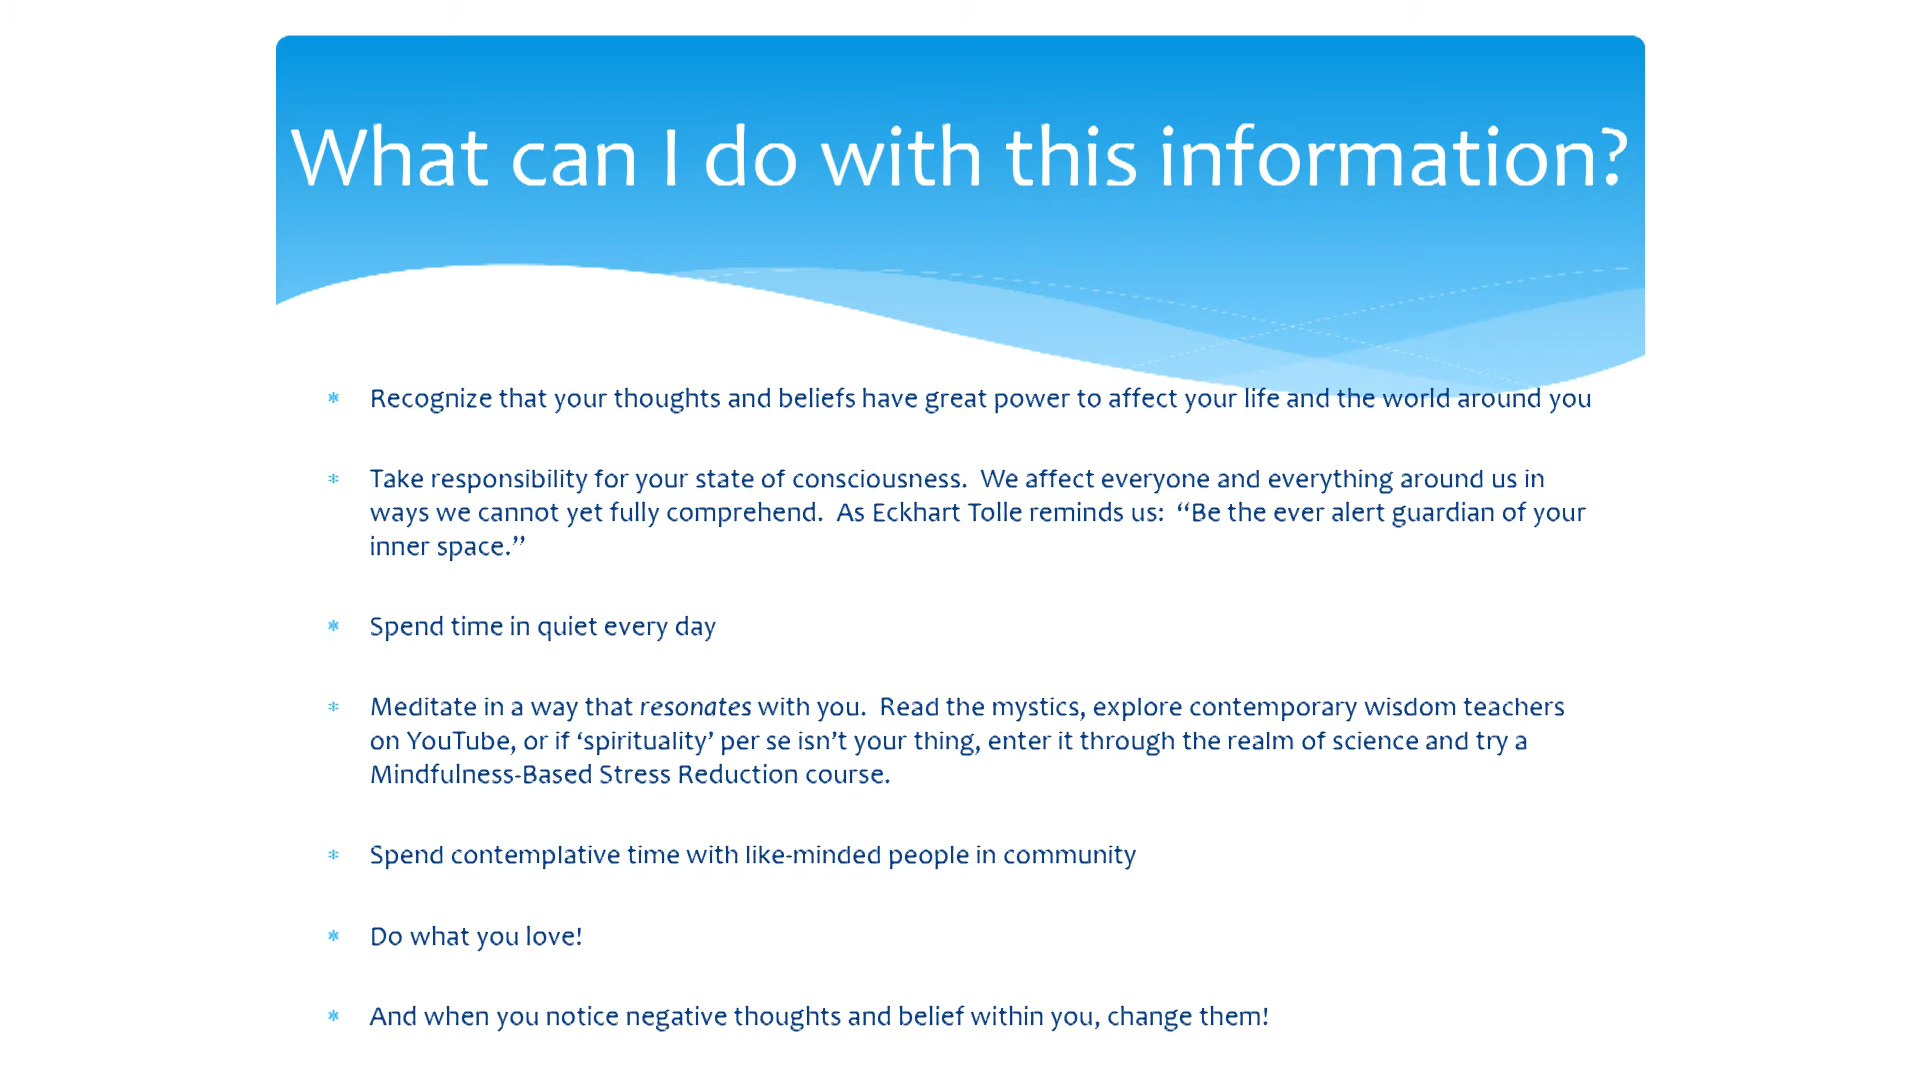 What can I do with this information?
* Recognize that your thoughts and beliefs have great power to affect your life and the world around you
* Take responsibility for your state of consciousness.  We affect everyone and everything around us in
ways we cannot yet fully comprehend.  As Eckhart Tolle reminds us:  “Be the ever alert guardian of your
inner space.”
* Spend time in quiet every day
* Meditate in a way that resonates with you.  Read the mystics, explore contemporary wisdom teachers
on YouTube, or if ‘spirituality’ per se isn’t your thing, enter it through the realm of science and try a
Mindfulness-Based Stress Reduction course.
* Spend contemplative time with like-minded people in community
* Do what you love!
* And when you notice negative thoughts and belief within you, change them!